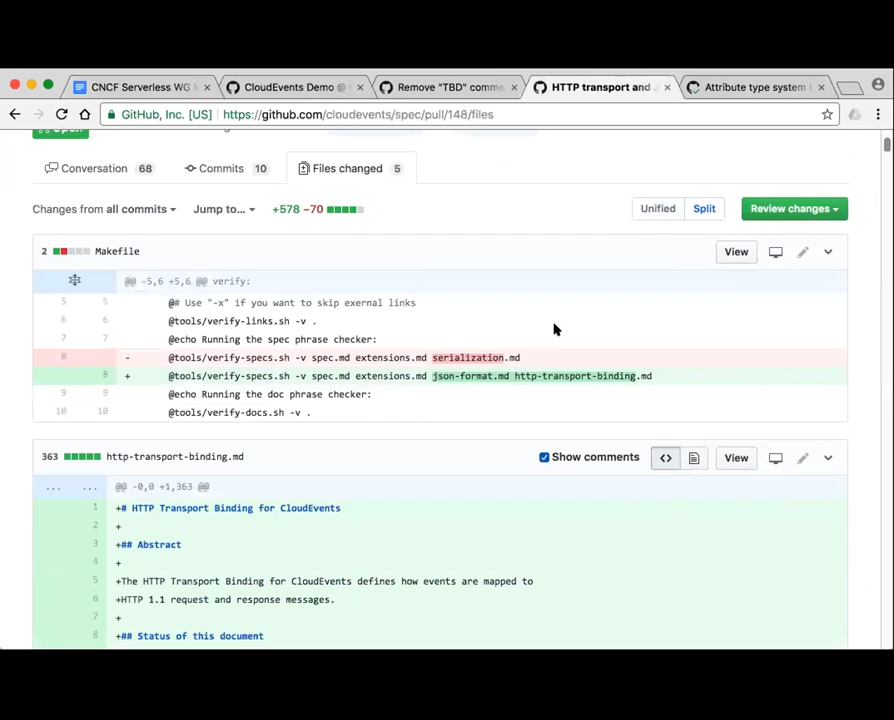 CNCF Serverless WG M
CloudEvents Demo @
Remove "TBD" comme
HTTP transport and
Attribute type system
GitHub, Inc. [US]
https://github.com/cloudevents/spec/pull/148/files
Conversation 68
Commits 10
Files changed 5
Changes from all commits
Jump to...
+578 −70
Unified
Split
Review changes
2
Makefile
View
@@ -5,6 +5,6 @@ verify:
5 5 @# Use "-x" if you want to skip exernal links
6 6 @tools/verify-links.sh -v .
7 7 @echo Running the spec phrase checker:
8 - @tools/verify-specs.sh -v spec.md extensions.md serialization.md
8 + @tools/verify-specs.sh -v spec.md extensions.md json-format.md http-transport-binding.md
9 9 @echo Running the doc phrase checker:
10 10 @tools/verify-docs.sh -v .
363
http-transport-binding.md
Show comments
View
... ... @@ -0,0 +1,363 @@
1 +# HTTP Transport Binding for CloudEvents
2 +
3 +## Abstract
4 +
5 +The HTTP Transport Binding for CloudEvents defines how events are mapped to
6 +HTTP 1.1 request and response messages.
7 +
8 +## Status of this document